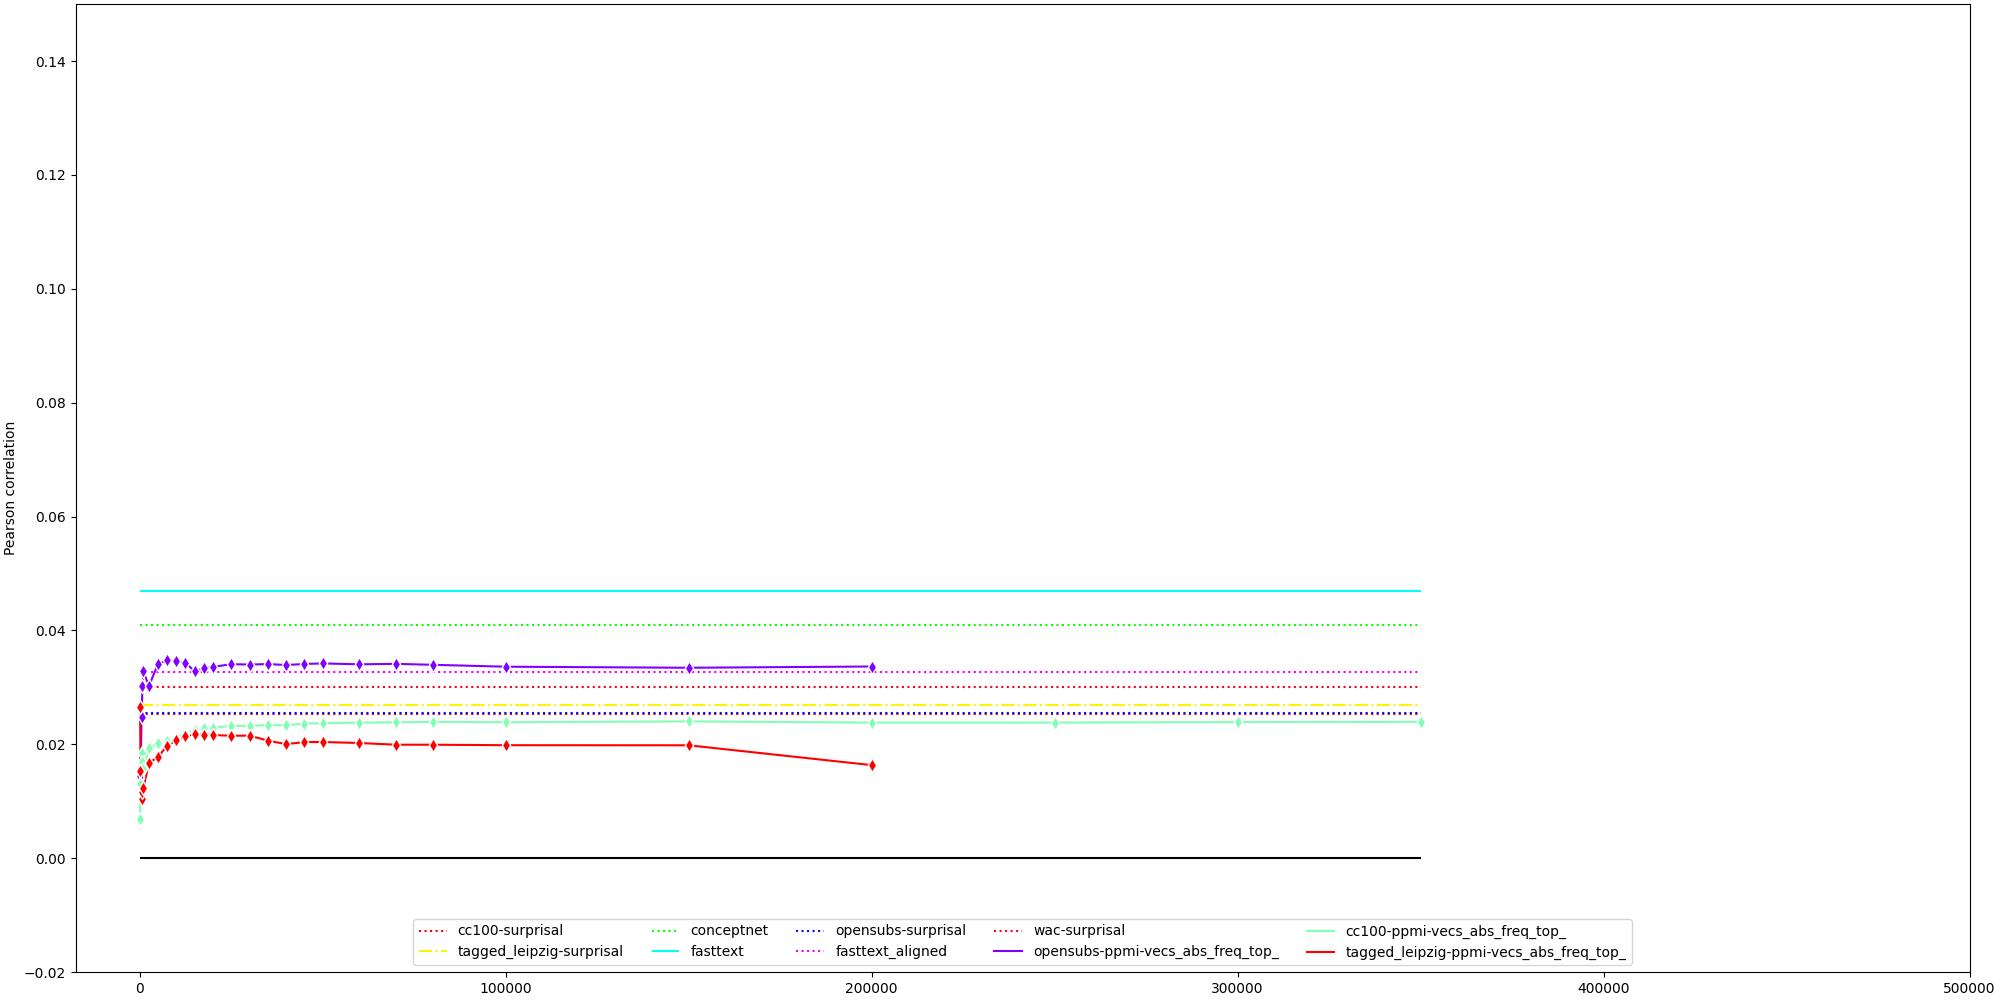 0.14
0.12
0.10
0.08
0.06
0.04
0.02
0.00
−0.02
Pearson correlation
0 100000 200000 300000 400000 500000
cc100-surprisal
tagged_leipzig-surprisal
conceptnet
fasttext
opensubs-surprisal
fasttext_aligned
wac-surprisal
opensubs-ppmi-vecs_abs_freq_top_
cc100-ppmi-vecs_abs_freq_top_
tagged_leipzig-ppmi-vecs_abs_freq_top_